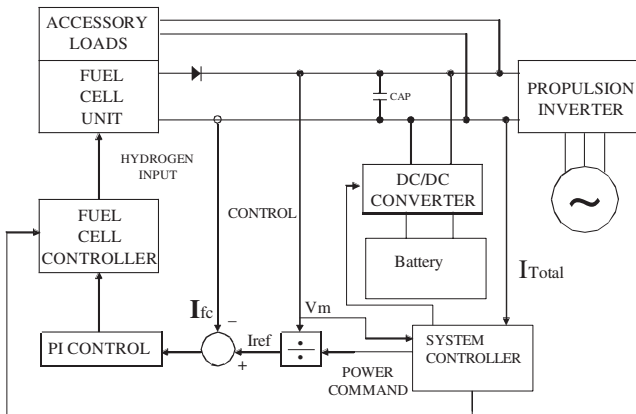 ACCESSORY
LOADS
FUEL
CELL
UNIT
CAP
PROPULSION
INVERTER
HYDROGEN
INPUT
DC/DC
CONVERTER
~
CONTROL
FUEL
CELL
CONTROLLER
Battery
ITotal
Ifc
−
Vm
PI CONTROL
Iref
+
÷
SYSTEM
CONTROLLER
POWER
COMMAND